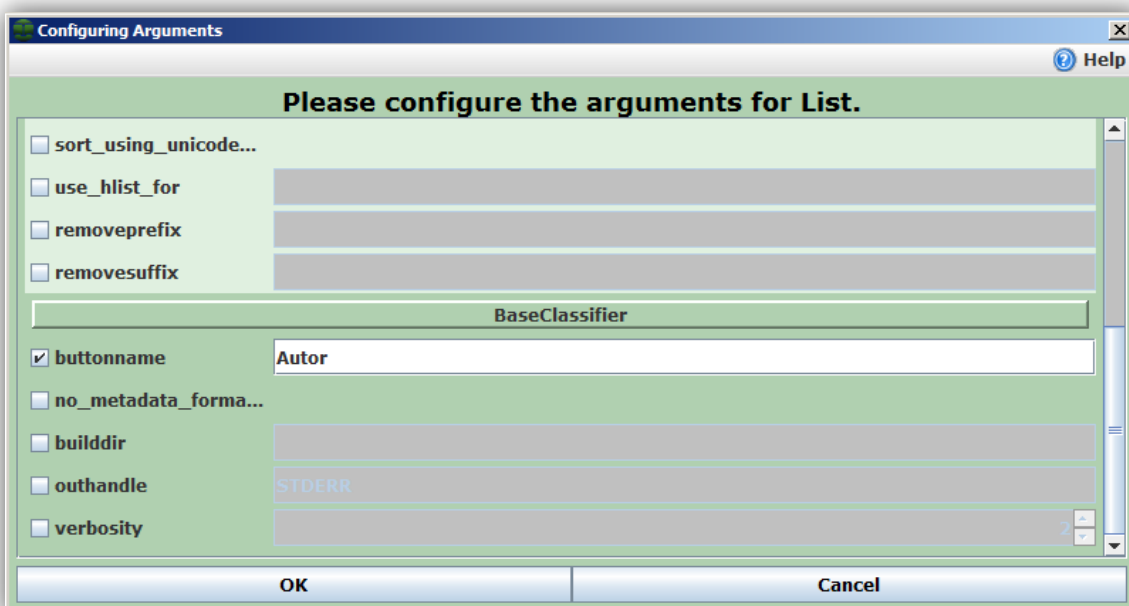 Configuring Arguments
Help
Please configure the arguments for List.
sort_using_unicode...
use_hlist_for
removeprefix
removesuffix
BaseClassifier
buttonname Autor
no_metadata_forma...
builddir
outhandle STDERR
verbosity 2
OK Cancel